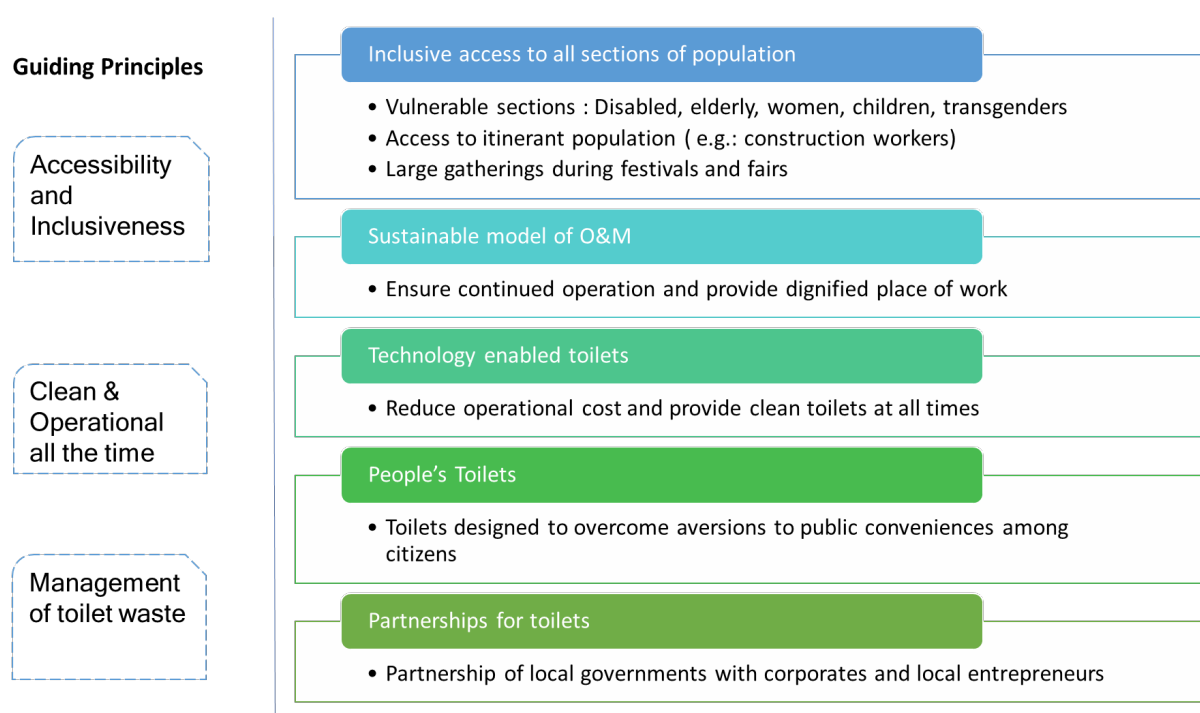 Guiding Principles
Accessibility
and
Inclusiveness
Clean &
Operational
all the time
Management
of toilet waste
Inclusive access to all sections of population
• Vulnerable sections : Disabled, elderly, women, children, transgenders
• Access to itinerant population ( e.g.: construction workers)
• Large gatherings during festivals and fairs
Sustainable model of O&M
• Ensure continued operation and provide dignified place of work
Technology enabled toilets
• Reduce operational cost and provide clean toilets at all times
People’s Toilets
• Toilets designed to overcome aversions to public conveniences among
citizens
Partnerships for toilets
• Partnership of local governments with corporates and local entrepreneurs